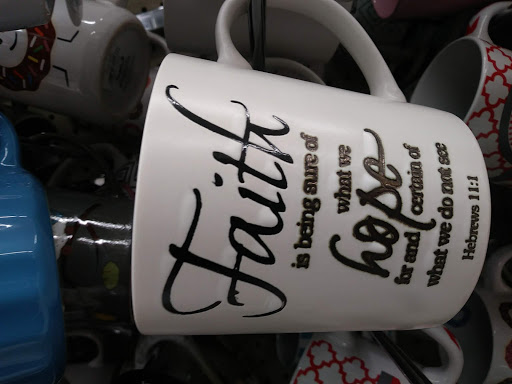 Faith
is being sure of
what we
hope
for and certain of
what we do not see
Hebrews 11:1